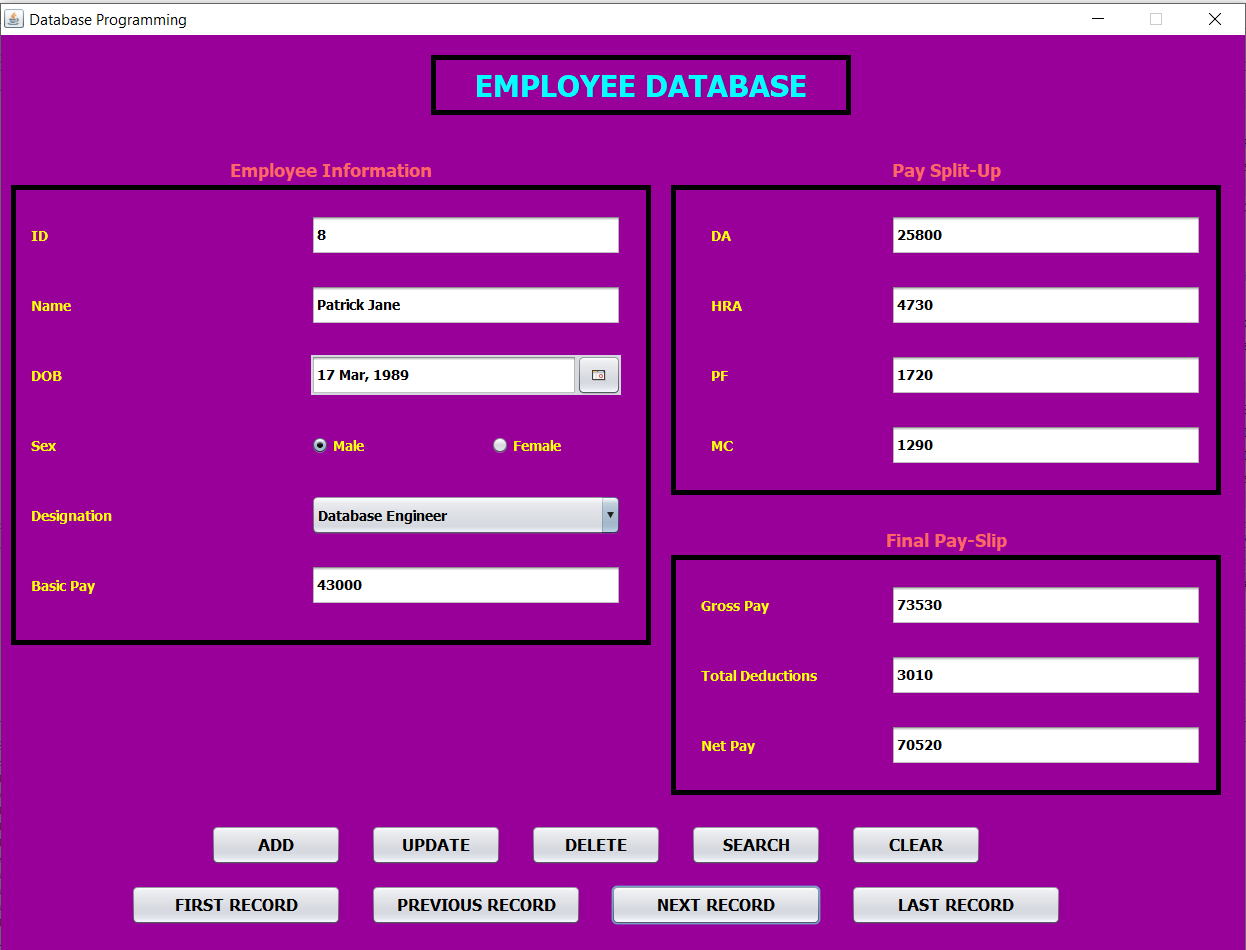 Database Programming
EMPLOYEE DATABASE
Employee Information
ID 8
Name Patrick Jane
DOB 17 Mar, 1989
Sex Male Female
Designation Database Engineer
Basic Pay 43000
Pay Split-Up
DA 25800
HRA 4730
PF 1720
MC 1290
Final Pay-Slip
Gross Pay 73530
Total Deductions 3010
Net Pay 70520
ADD UPDATE DELETE SEARCH CLEAR
FIRST RECORD PREVIOUS RECORD NEXT RECORD LAST RECORD